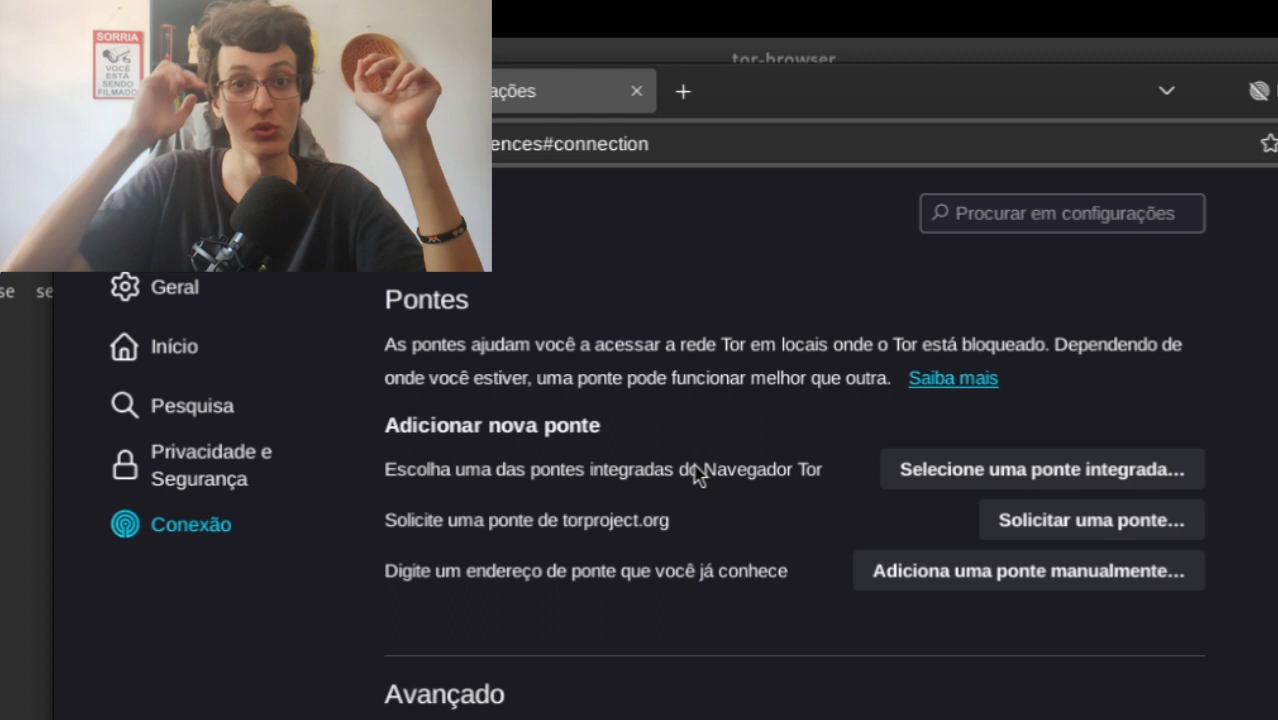 SORRIA
VOCÊ
ESTÁ
SENDO
FILMADO
tor-browser
ações
ences#connection
Procurar em configurações
se se
Geral
Início
Pesquisa
Privacidade e
Segurança
Conexão
Pontes
As pontes ajudam você a acessar a rede Tor em locais onde o Tor está bloqueado. Dependendo de
onde você estiver, uma ponte pode funcionar melhor que outra. Saiba mais
Adicionar nova ponte
Escolha uma das pontes integradas do Navegador Tor
Selecione uma ponte integrada...
Solicite uma ponte de torproject.org
Solicitar uma ponte...
Digite um endereço de ponte que você já conhece
Adiciona uma ponte manualmente...
Avançado